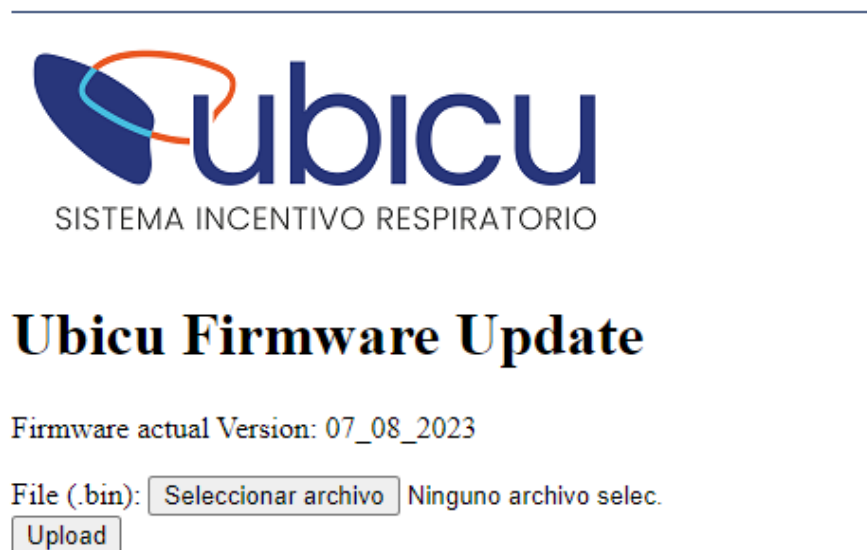 ubicu
SISTEMA INCENTIVO RESPIRATORIO
Ubicu Firmware Update
Firmware actual Version: 07_08_2023
File (.bin): Seleccionar archivo Ninguno archivo selec.
Upload